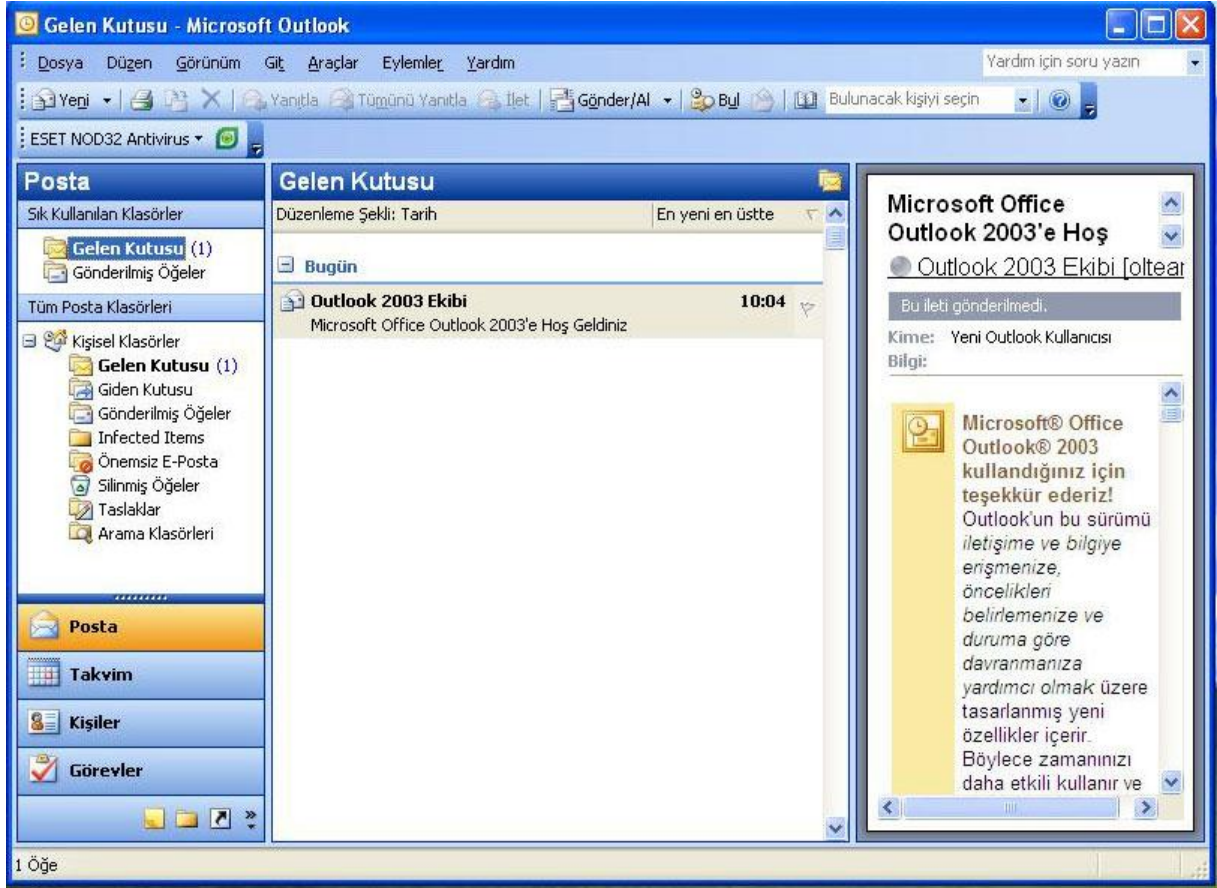 Gelen Kutusu - Microsoft Outlook
Dosya Düzen Görünüm Git Araçlar Eylemler Yardım Yardım için soru yazın
Yeni Yanıtla Tümünü Yanıtla İlet Gönder/Al Bul Bulunacak kişiyi seçin
ESET NOD32 Antivirus
Posta
Sık Kullanılan Klasörler
Gelen Kutusu (1)
Gönderilmiş Öğeler
Tüm Posta Klasörleri
Kişisel Klasörler
Gelen Kutusu (1)
Giden Kutusu
Gönderilmiş Öğeler
Infected Items
Önemsiz E-Posta
Silinmiş Öğeler
Taslaklar
Arama Klasörleri
Posta
Takvim
Kişiler
Görevler
Gelen Kutusu
Düzenleme Şekli: Tarih En yeni en üstte
Bugün
Outlook 2003 Ekibi 10:04
Microsoft Office Outlook 2003'e Hoş Geldiniz
Microsoft Office
Outlook 2003'e Hoş
Outlook 2003 Ekibi [oltear
Bu ileti gönderilmedi.
Kime: Yeni Outlook Kullanıcısı
Bilgi:
Microsoft® Office
Outlook® 2003
kullandığınız için
teşekkür ederiz!
Outlook'un bu sürümü
iletişime ve bilgiye
erişmenize,
öncelikleri
belirlemenize ve
duruma göre
davranmanıza
yardımcı olmak üzere
tasarlanmış yeni
özellikler içerir.
Böylece zamanınızı
daha etkili kullanır ve
1 Öğe